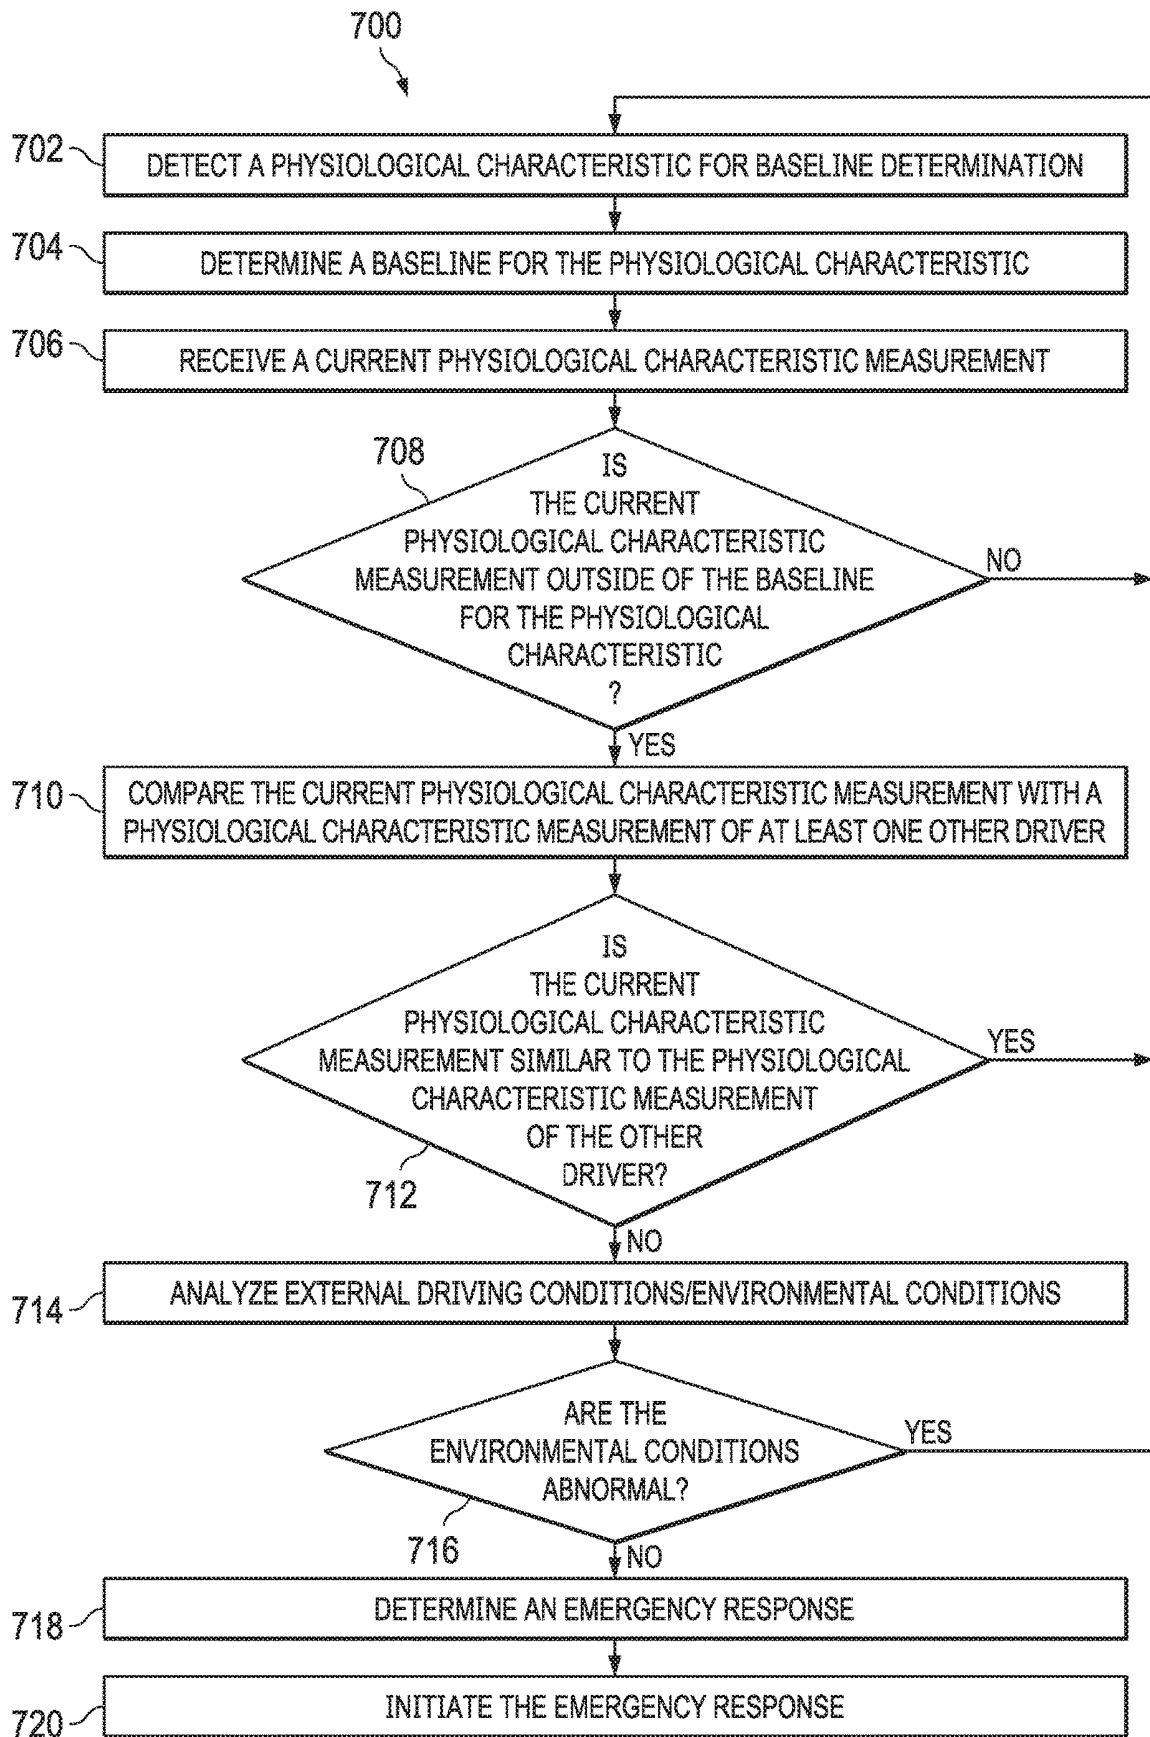 700
702
DETECT A PHYSIOLOGICAL CHARACTERISTIC FOR BASELINE DETERMINATION
704
DETERMINE A BASELINE FOR THE PHYSIOLOGICAL CHARACTERISTIC
706
RECEIVE A CURRENT PHYSIOLOGICAL CHARACTERISTIC MEASUREMENT
708
IS
THE CURRENT
PHYSIOLOGICAL CHARACTERISTIC
MEASUREMENT OUTSIDE OF THE BASELINE
FOR THE PHYSIOLOGICAL
CHARACTERISTIC
?
NO
YES
710
COMPARE THE CURRENT PHYSIOLOGICAL CHARACTERISTIC MEASUREMENT WITH A
PHYSIOLOGICAL CHARACTERISTIC MEASUREMENT OF AT LEAST ONE OTHER DRIVER
IS
THE CURRENT
PHYSIOLOGICAL CHARACTERISTIC
MEASUREMENT SIMILAR TO THE PHYSIOLOGICAL
CHARACTERISTIC MEASUREMENT
OF THE OTHER
DRIVER?
YES
712
NO
714
ANALYZE EXTERNAL DRIVING CONDITIONS/ENVIRONMENTAL CONDITIONS
ARE THE
ENVIRONMENTAL CONDITIONS
ABNORMAL?
YES
716
NO
718
DETERMINE AN EMERGENCY RESPONSE
720
INITIATE THE EMERGENCY RESPONSE